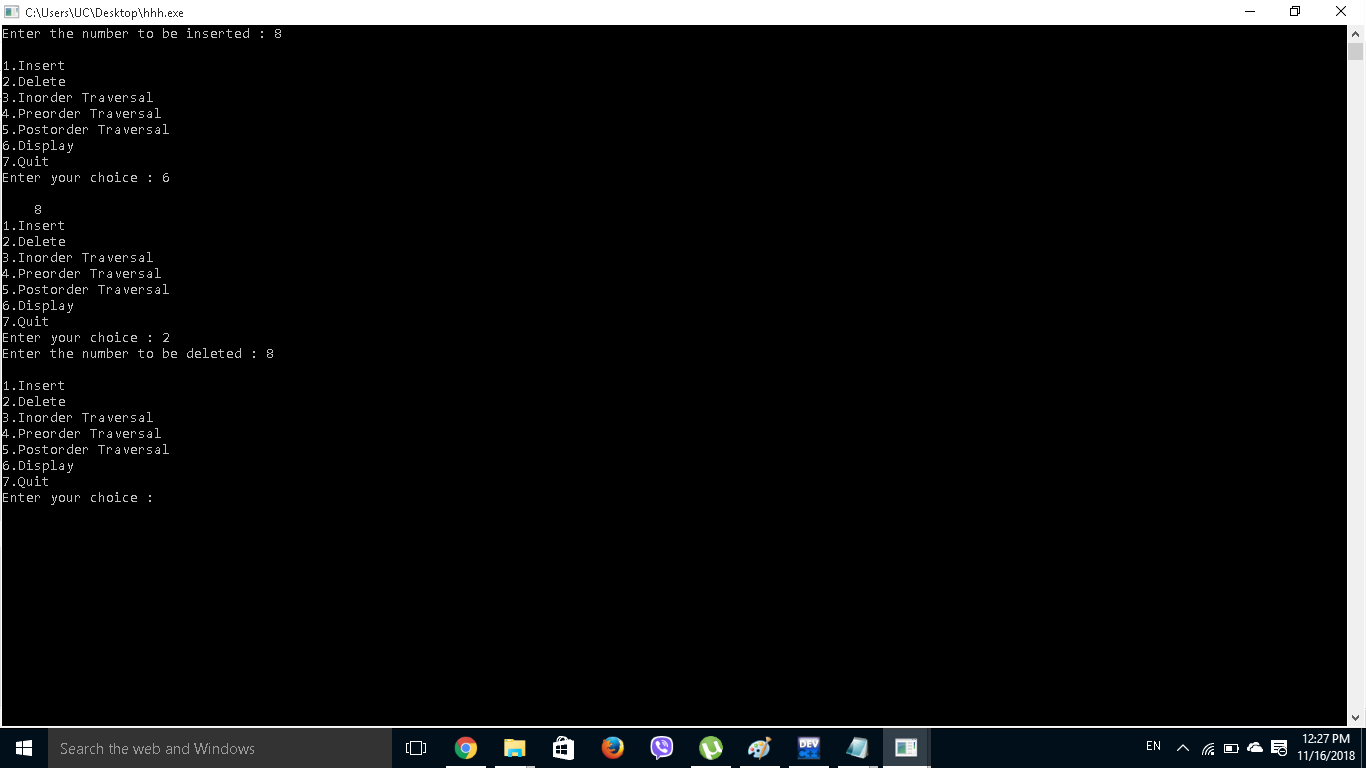 C:\Users\UC\Desktop\hhh.exe
Enter the number to be inserted : 8
1.Insert
2.Delete
3.Inorder Traversal
4.Preorder Traversal
5.Postorder Traversal
6.Display
7.Quit
Enter your choice : 6
8
1.Insert
2.Delete
3.Inorder Traversal
4.Preorder Traversal
5.Postorder Traversal
6.Display
7.Quit
Enter your choice : 2
Enter the number to be deleted : 8
1.Insert
2.Delete
3.Inorder Traversal
4.Preorder Traversal
5.Postorder Traversal
6.Display
7.Quit
Enter your choice :
Search the web and Windows
DEV
C++
EN
12:27 PM
11/16/2018